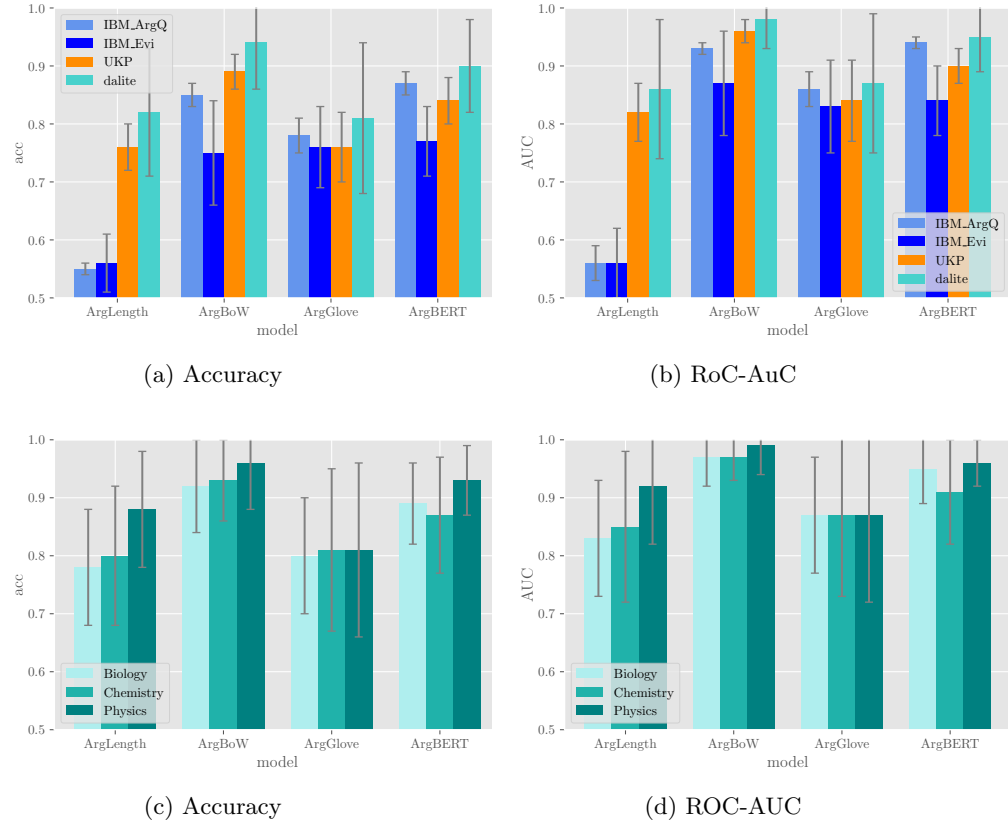 1.0
0.9
0.8
0.7
0.6
0.5
acc
IBM_ArgQ
IBM_Evi
UKP
dalite
ArgLength ArgBoW ArgGlove ArgBERT
model
(a) Accuracy
1.0
0.9
0.8
0.7
0.6
0.5
AUC
IBM_ArgQ
IBM_Evi
UKP
dalite
ArgLength ArgBoW ArgGlove ArgBERT
model
(b) RoC-AuC
1.0
0.9
0.8
0.7
0.6
0.5
acc
Biology
Chemistry
Physics
ArgLength ArgBoW ArgGlove ArgBERT
model
(c) Accuracy
1.0
0.9
0.8
0.7
0.6
0.5
AUC
Biology
Chemistry
Physics
ArgLength ArgBoW ArgGlove ArgBERT
model
(d) ROC-AUC